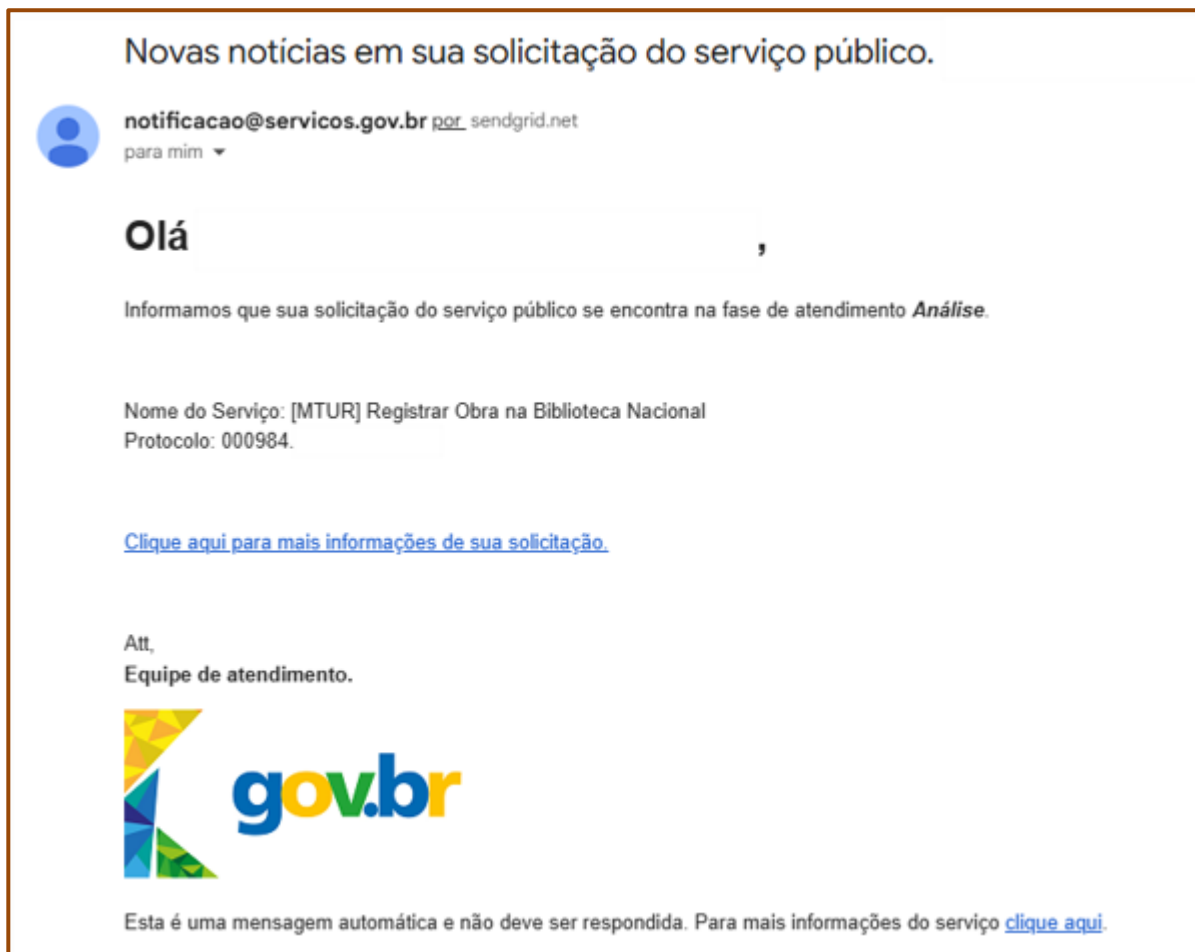 Novas notícias em sua solicitação do serviço público.
notificacao@servicos.gov.br por sendgrid.net
para mim
Olá ,
Informamos que sua solicitação do serviço público se encontra na fase de atendimento Análise.
Nome do Serviço: [MTUR] Registrar Obra na Biblioteca Nacional
Protocolo: 000984.
Clique aqui para mais informações de sua solicitação.
Att,
Equipe de atendimento.
gov.br
Esta é uma mensagem automática e não deve ser respondida. Para mais informações do serviço clique aqui.